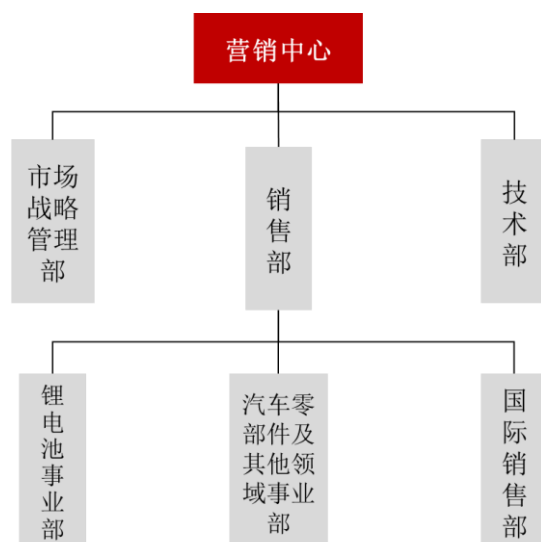 营销中心
市场
战略
管理
部
销
售
部
技
术
部
锂
电
池
事
业
部
汽车零
部件及
其他领
域事业
部
国
际
销
售
部